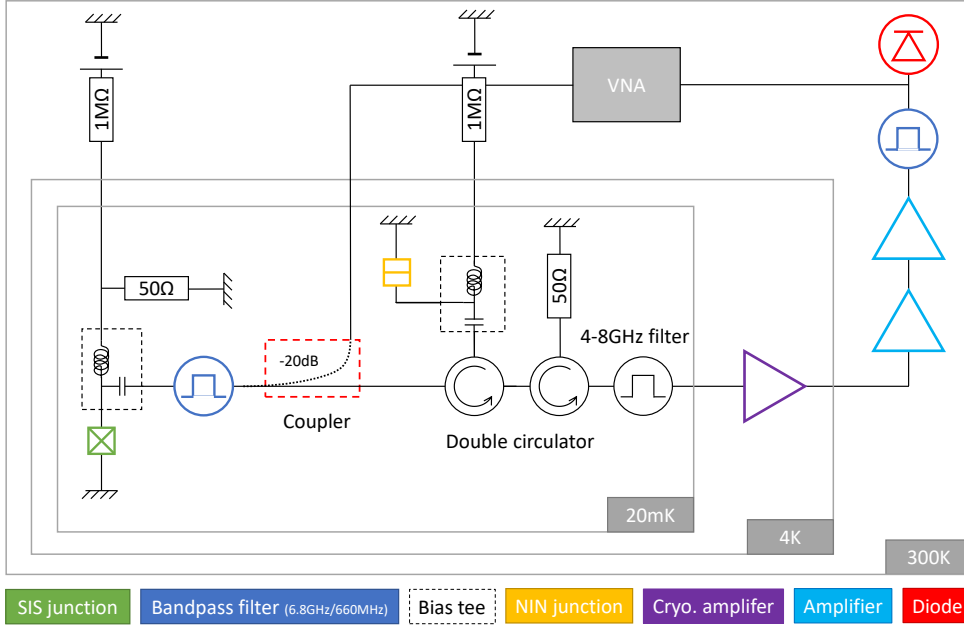 1MΩ
1MΩ
VNA
50Ω
50Ω
4-8GHz filter
-20dB
Coupler
Double circulator
20mK
4K
300K
SIS junction
Bandpass filter (6.8GHz/660MHz)
Bias tee
NIN junction
Cryo. amplifer
Amplifier
Diode